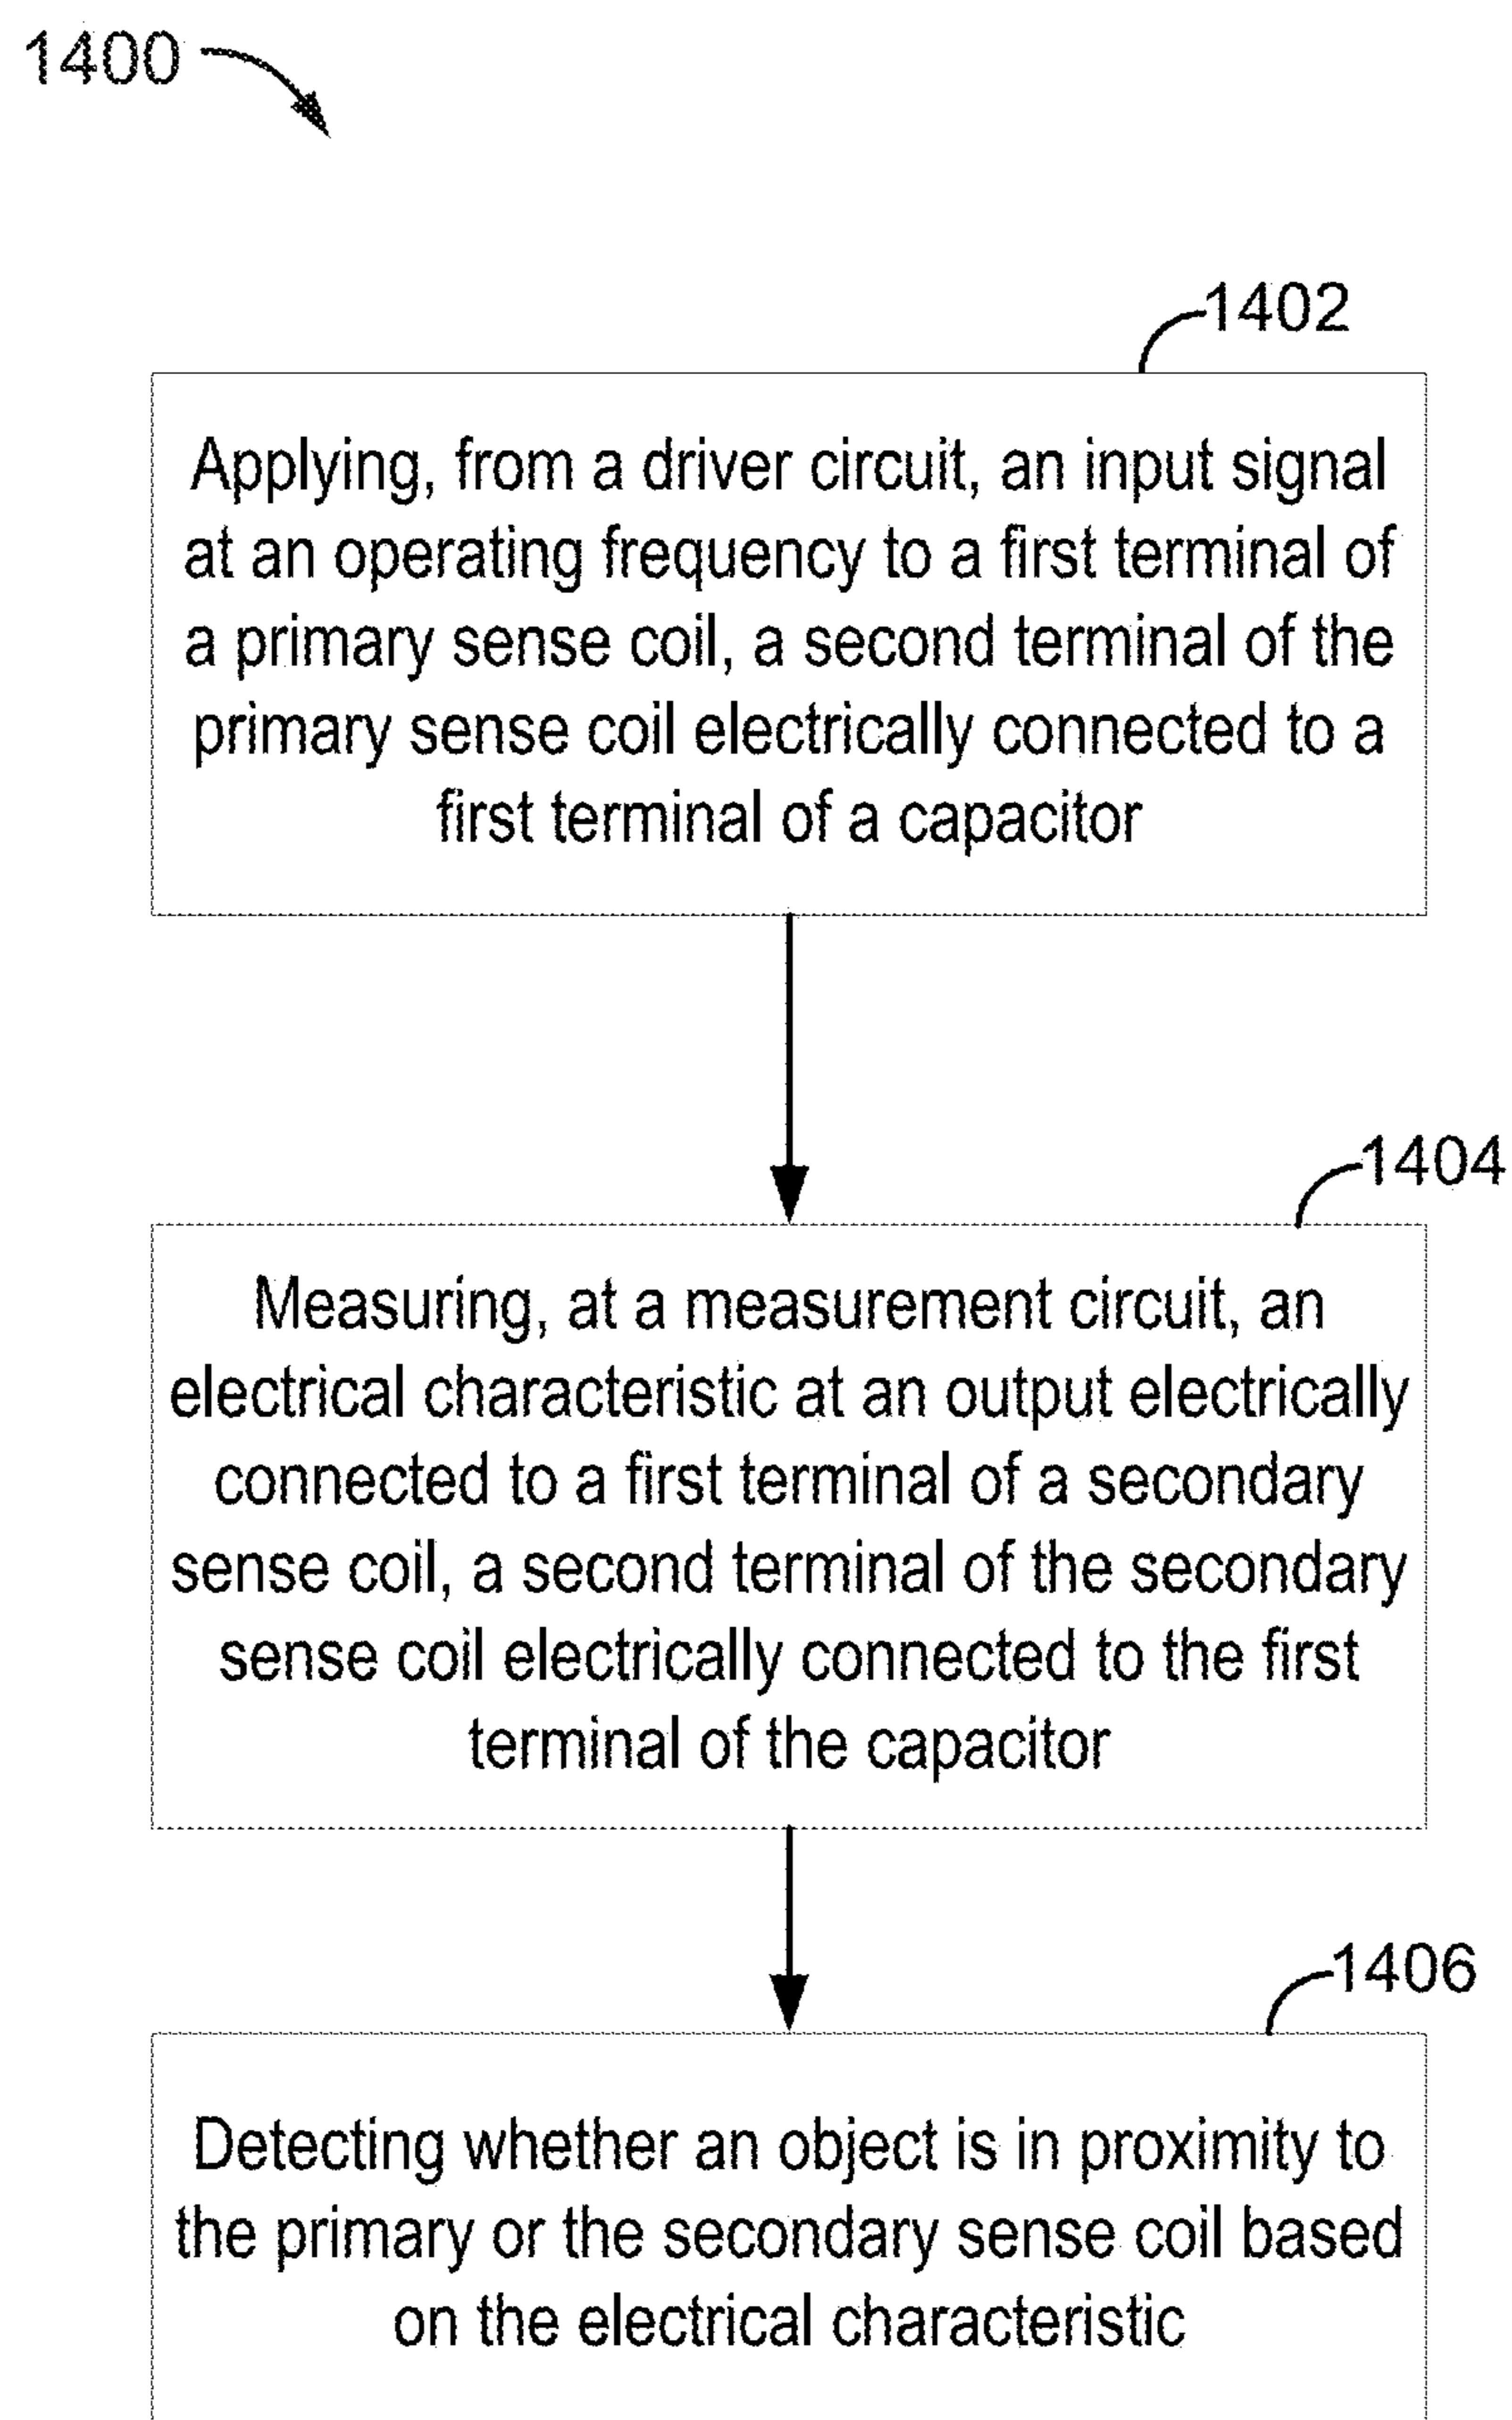 1400
1402
Applying, from a driver circuit, an input signal
at an operating frequency to a first terminal of
a primary sense coil, a second terminal of the
primary sense coil electrically connected to a
first terminal of a capacitor
1404
Measuring, at a measurement circuit, an
electrical characteristic at an output electrically
connected to a first terminal of a secondary
sense coil, a second terminal of the secondary
sense coil electrically connected to the first
terminal of the capacitor
1406
Detecting whether an object is in proximity to
the primary or the secondary sense coil based
on the electrical characteristic